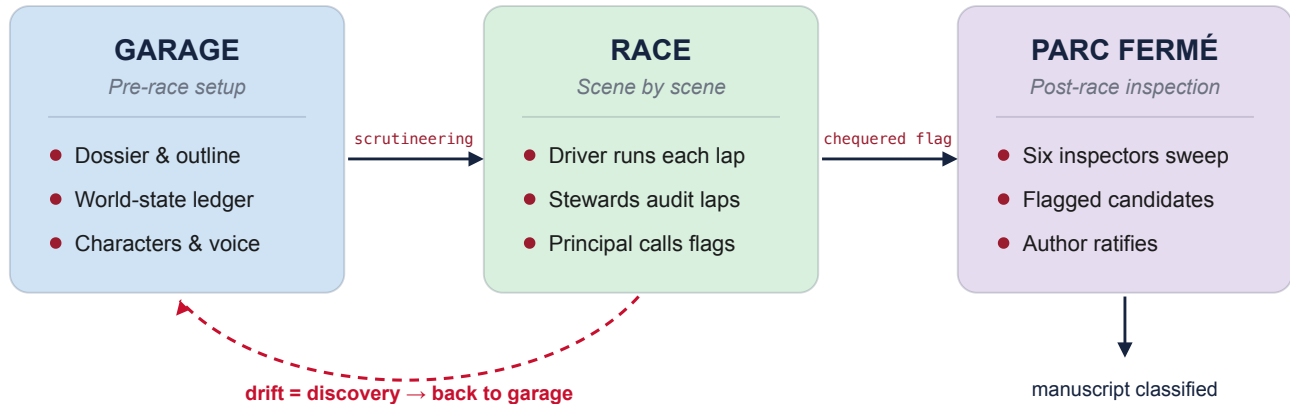 GARAGE
Pre-race setup
Dossier & outline
World-state ledger
Characters & voice
scrutineering
RACE
Scene by scene
Driver runs each lap
Stewards audit laps
Principal calls flags
chequered flag
PARC FERMÉ
Post-race inspection
Six inspectors sweep
Flagged candidates
Author ratifies
drift = discovery → back to garage
manuscript classified